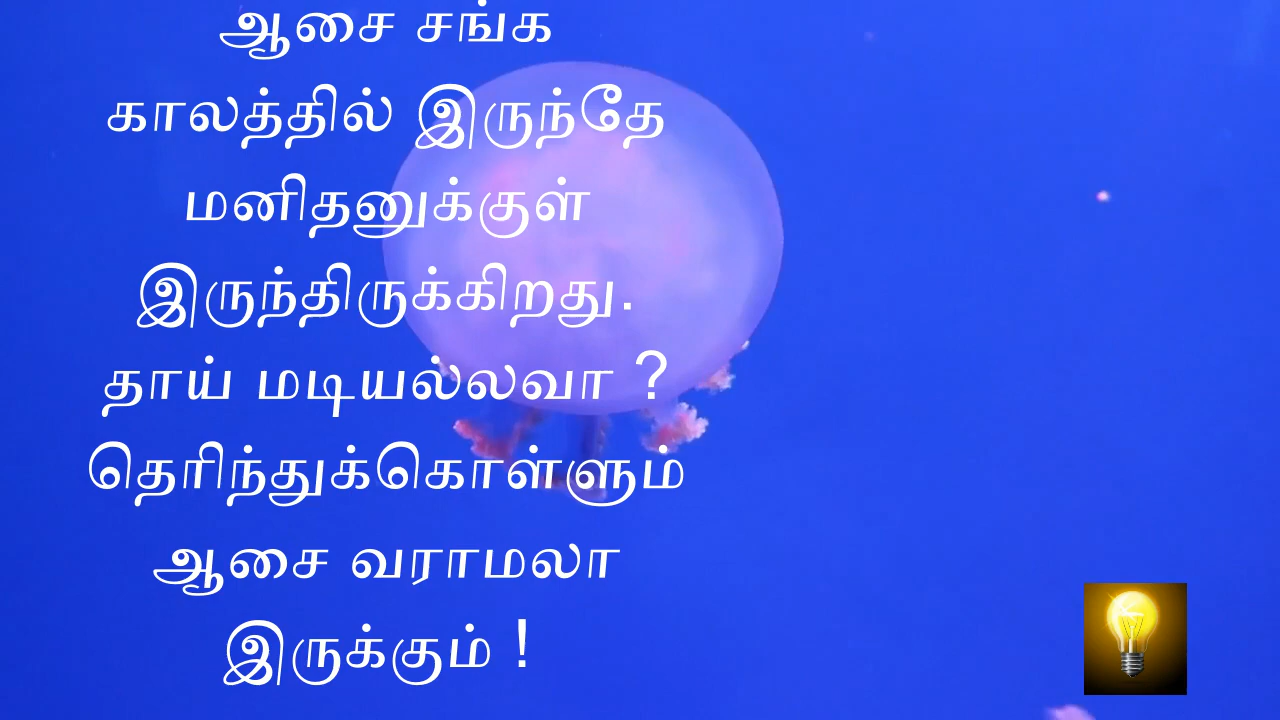 ஆசை சங்க
காலத்தில் இருந்தே
மனிதனுக்குள்
இருந்திருக்கிறது.
தாய் மடியல்லவா ?
தெரிந்துக்கொள்ளும்
ஆசை வராமலா
இருக்கும் !